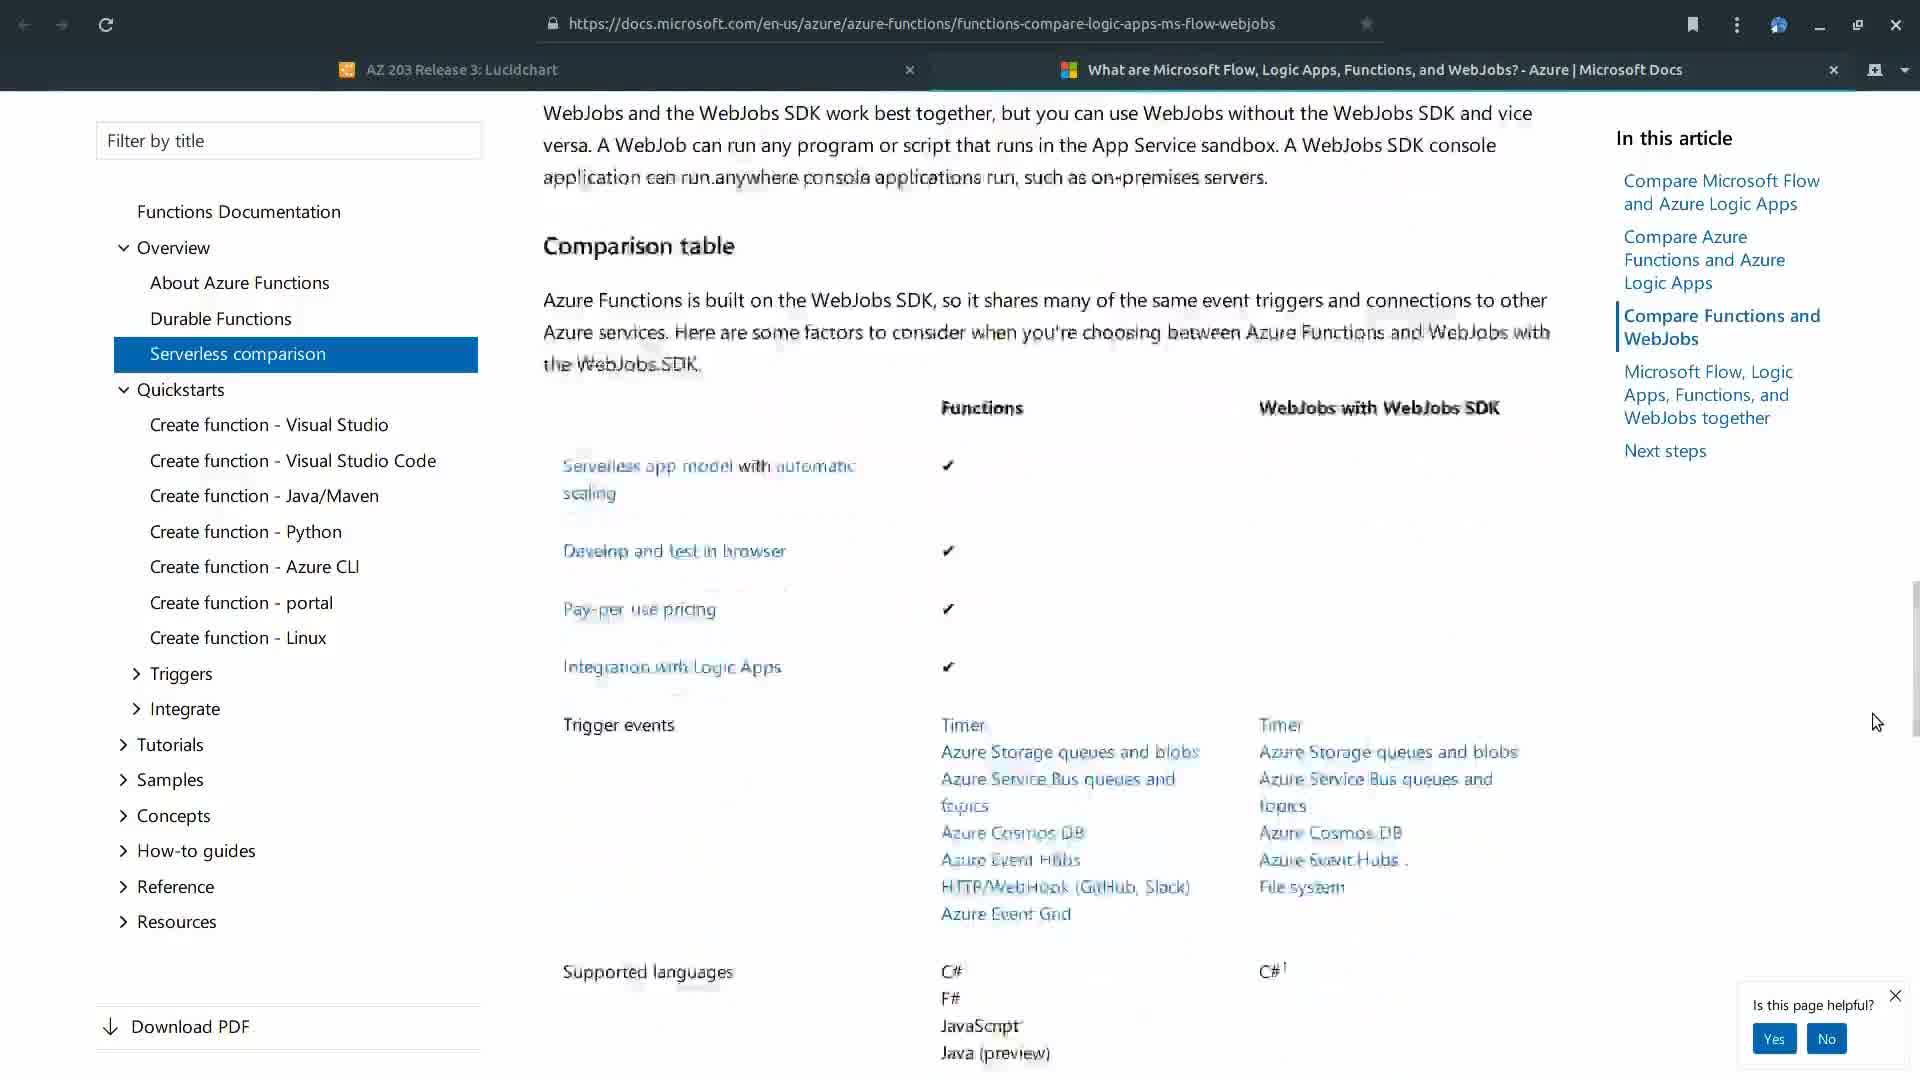 https://docs.microsoft.com/en-us/azure/azure-functions/functions-compare-logic-apps-ms-flow-webjobs
AZ 203 Release 3: Lucidchart
What are Microsoft Flow, Logic Apps, Functions, and WebJobs? - Azure | Microsoft Docs
Filter by title
Functions Documentation
Overview
About Azure Functions
Durable Functions
Serverless comparison
Quickstarts
Create function - Visual Studio
Create function - Visual Studio Code
Create function - Java/Maven
Create function - Python
Create function - Azure CLI
Create function - portal
Create function - Linux
Triggers
Integrate
Tutorials
Samples
Concepts
How-to guides
Reference
Resources
Download PDF
WebJobs and the WebJobs SDK work best together, but you can use WebJobs without the WebJobs SDK and vice
versa. A WebJob can run any program or script that runs in the App Service sandbox. A WebJobs SDK console
application can run anywhere console applications run, such as on-premises servers.
Comparison table
Azure Functions is built on the WebJobs SDK, so it shares many of the same event triggers and connections to other
Azure services. Here are some factors to consider when you're choosing between Azure Functions and WebJobs with
the WebJobs SDK.
Functions
WebJobs with WebJobs SDK
Serverless app model with automatic
scaling
✔
Develop and test in browser
✔
Pay-per use pricing
✔
Integration with Logic Apps
✔
Trigger events
Timer
Azure Storage queues and blobs
Azure Service Bus queues and
topics
Azure Cosmos DB
Azure Event Hubs
HTTP/WebHook (GitHub, Slack)
Azure Event Grid
Timer
Azure Storage queues and blobs
Azure Service Bus queues and
topics
Azure Cosmos DB
Azure Event Hubs
File system
Supported languages
C#
F#
JavaScript
Java (preview)
C#¹
In this article
Compare Microsoft Flow
and Azure Logic Apps
Compare Azure
Functions and Azure
Logic Apps
Compare Functions and
WebJobs
Microsoft Flow, Logic
Apps, Functions, and
WebJobs together
Next steps
Is this page helpful?
Yes
No